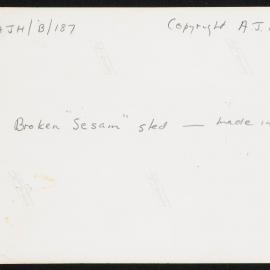 AJH/B/187
Copyright A.J.
Broken "Sesam" sled — made in